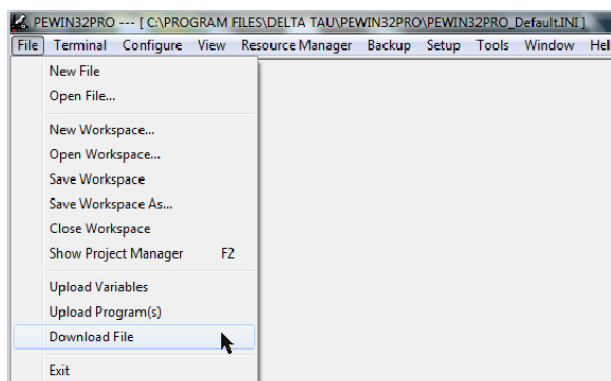 PEWIN32PRO --- [ C:\PROGRAM FILES\DELTA TAU\PEWIN32PRO\PEWIN32PRO_Default.INI ]
File Terminal Configure View Resource Manager Backup Setup Tools Window Hel
New File
Open File...
New Workspace...
Open Workspace...
Save Workspace
Save Workspace As...
Close Workspace
Show Project Manager F2
Upload Variables
Upload Program(s)
Download File
Exit